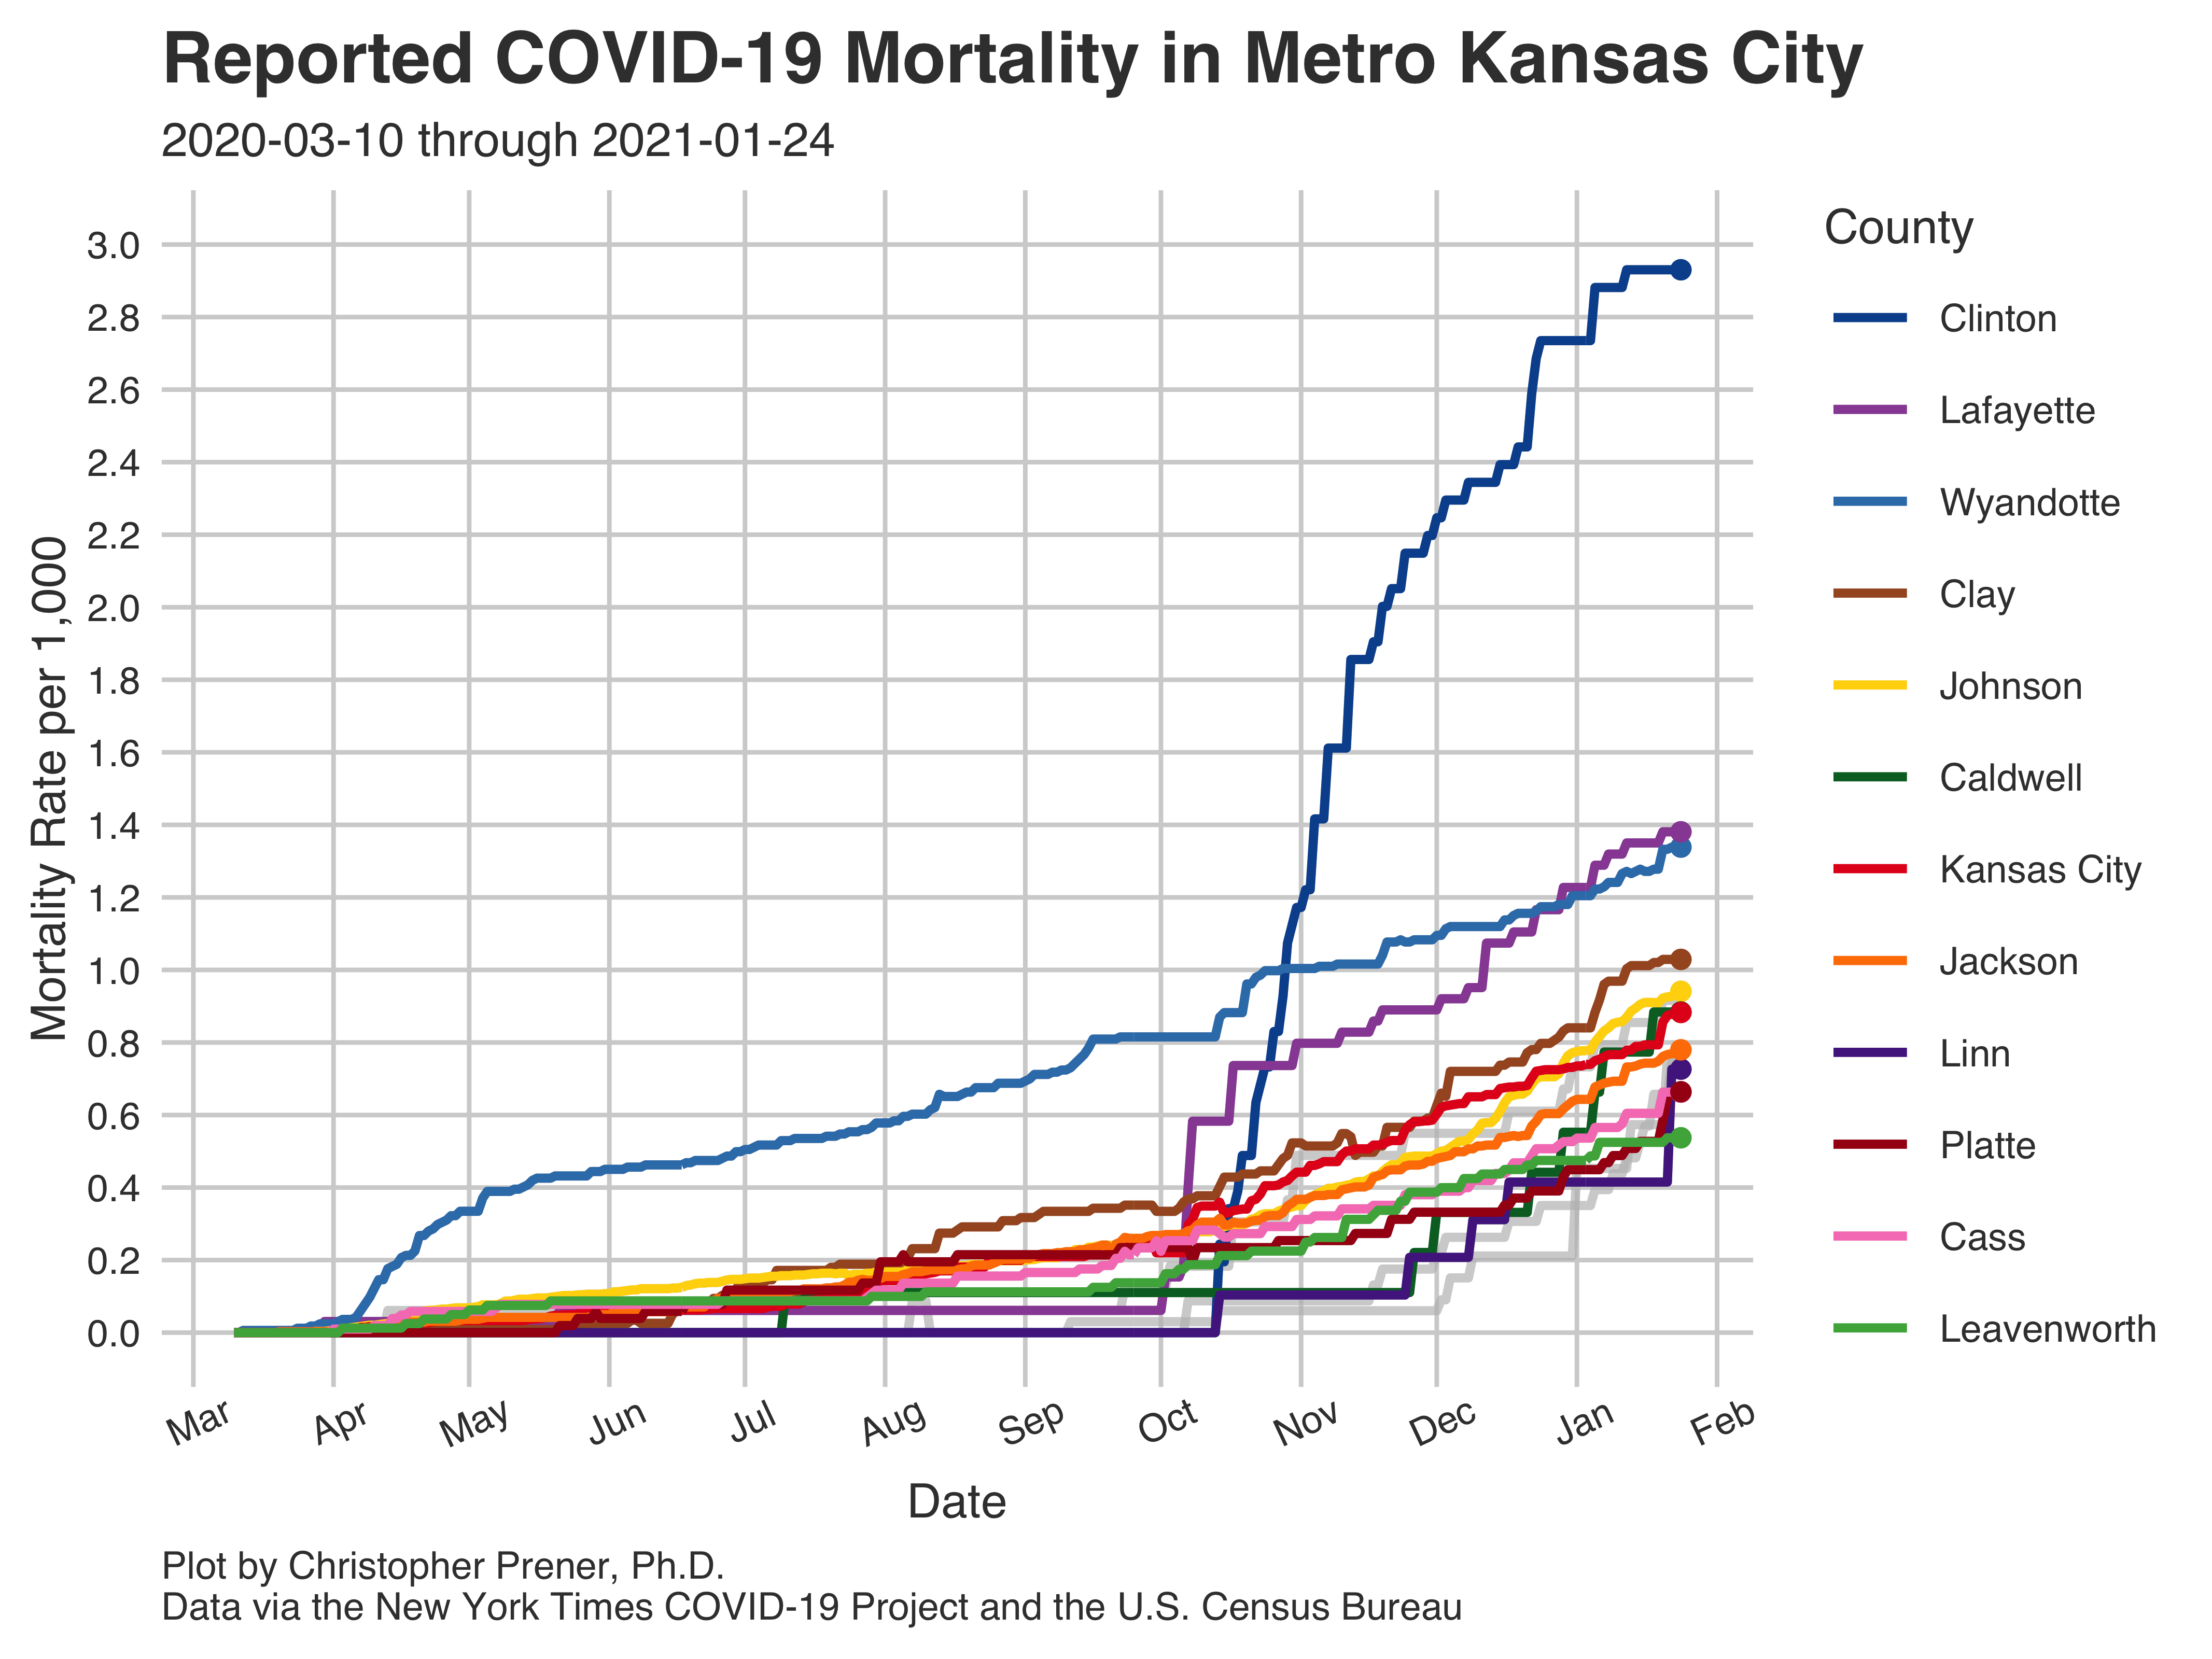 Reported COVID-19 Mortality in Metro Kansas City
2020-03-10 through 2021-01-24
Mortality Rate per 1,000
3.0
2.8
2.6
2.4
2.2
2.0
1.8
1.6
1.4
1.2
1.0
0.8
0.6
0.4
0.2
0.0
Mar
Apr
May
Jun
Jul
Aug
Sep
Oct
Nov
Dec
Jan
Feb
Date
County
Clinton
Lafayette
Wyandotte
Clay
Johnson
Caldwell
Kansas City
Jackson
Linn
Platte
Cass
Leavenworth
Plot by Christopher Prener, Ph.D.
Data via the New York Times COVID-19 Project and the U.S. Census Bureau